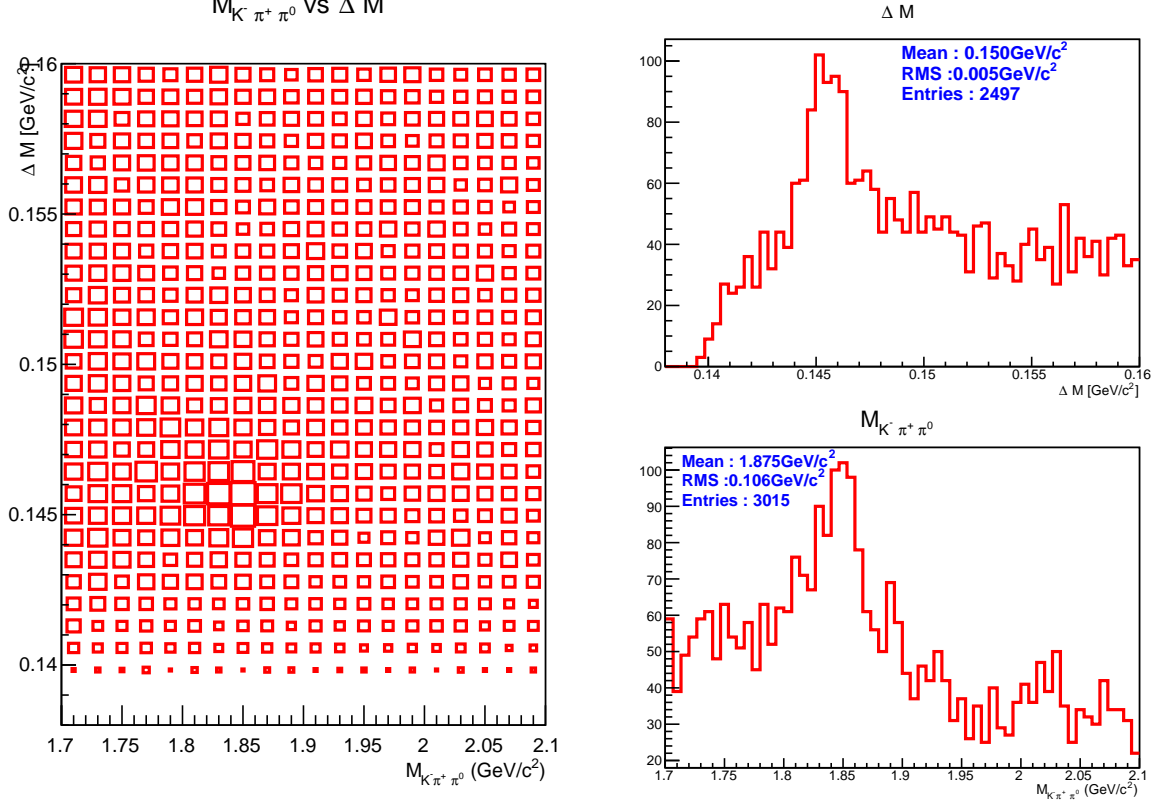 M K⁻ π⁺ π⁰ vs Δ M
Δ M [GeV/c²]
0.16
0.155
0.15
0.145
0.14
1.7 1.75 1.8 1.85 1.9 1.95 2 2.05 2.1
M K⁻π⁺ π⁰ (GeV/c²)
Δ M
Mean : 0.150GeV/c²
RMS :0.005GeV/c²
Entries : 2497
100
80
60
40
20
0
0.14 0.145 0.15 0.155 0.16
Δ M [GeV/c²]
M K⁻ π⁺ π⁰
Mean : 1.875GeV/c²
RMS :0.106GeV/c²
Entries : 3015
100
90
80
70
60
50
40
30
20
1.7 1.75 1.8 1.85 1.9 1.95 2 2.05 2.1
M K⁻π⁺ π⁰ (GeV/c²)